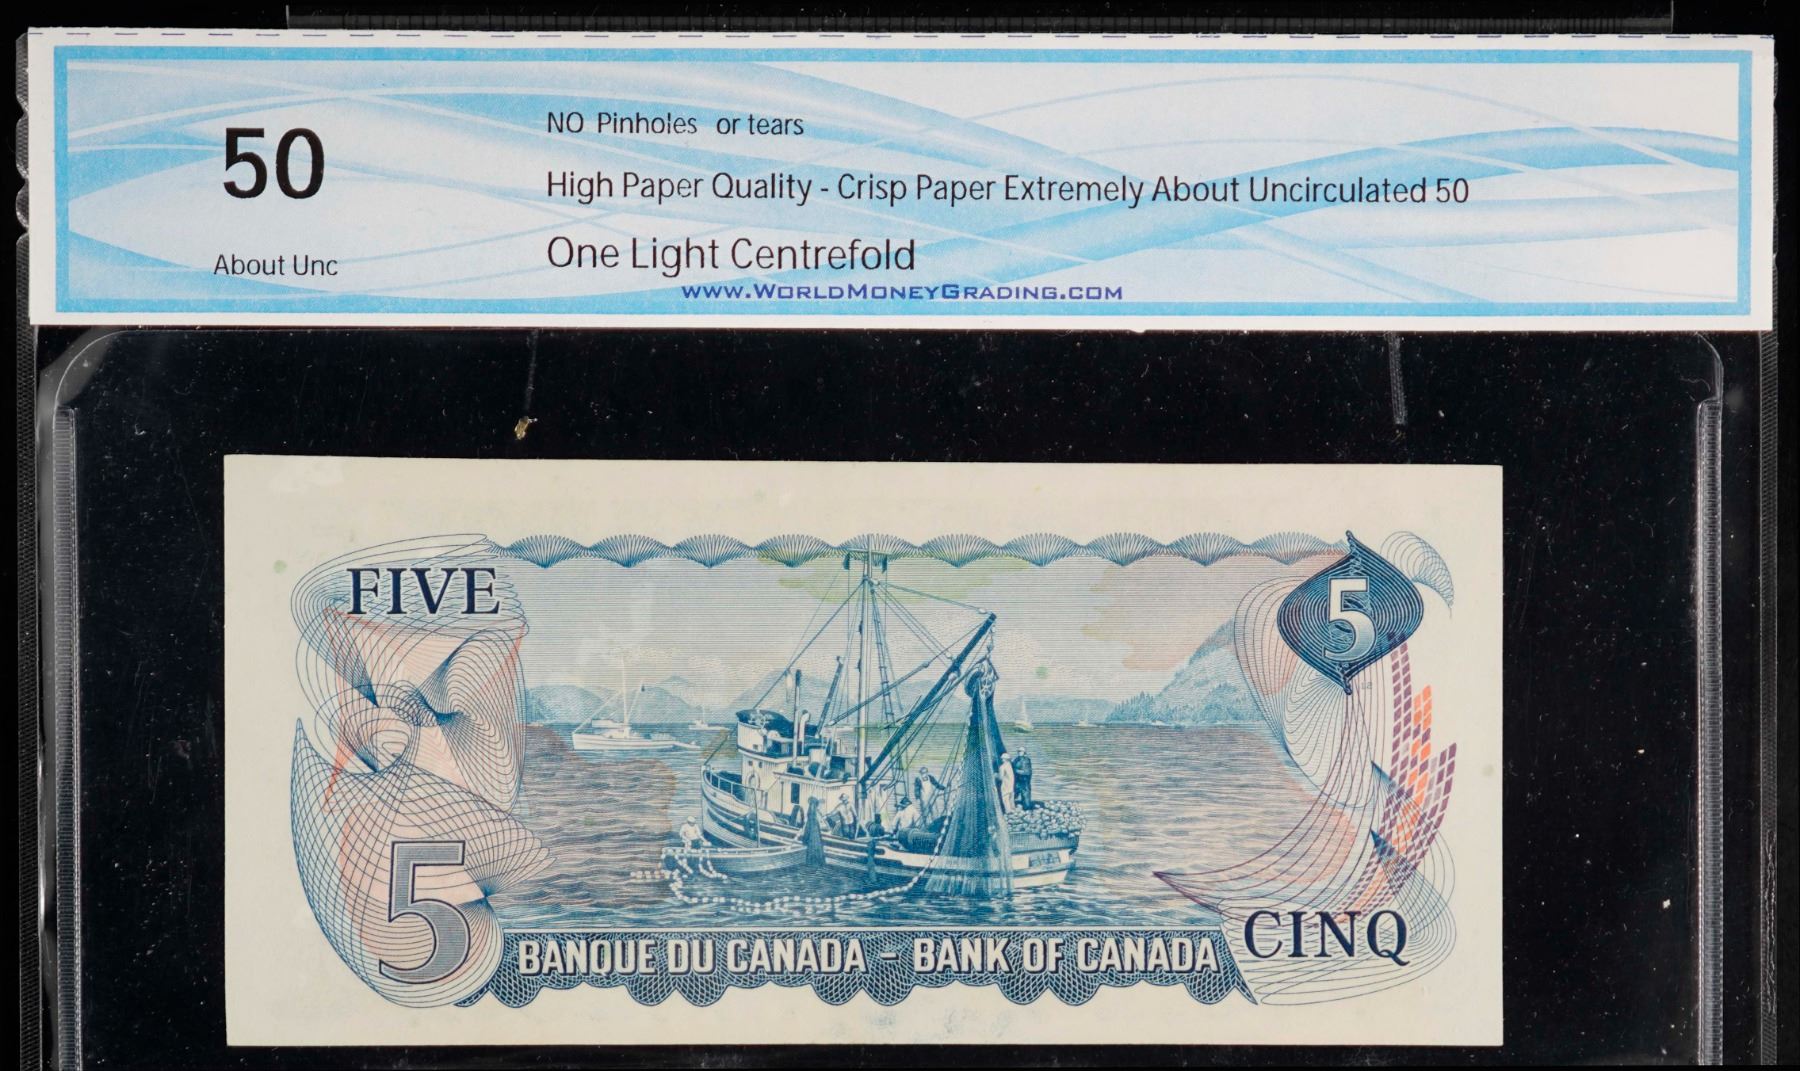 50
About Unc
NO Pinholes or tears
High Paper Quality - Crisp Paper Extremely About Uncirculated 50
One Light Centrefold
WWW.WORLDMONEYGRADING.COM
FIVE
5
5
CINQ
BANQUE DU CANADA - BANK OF CANADA